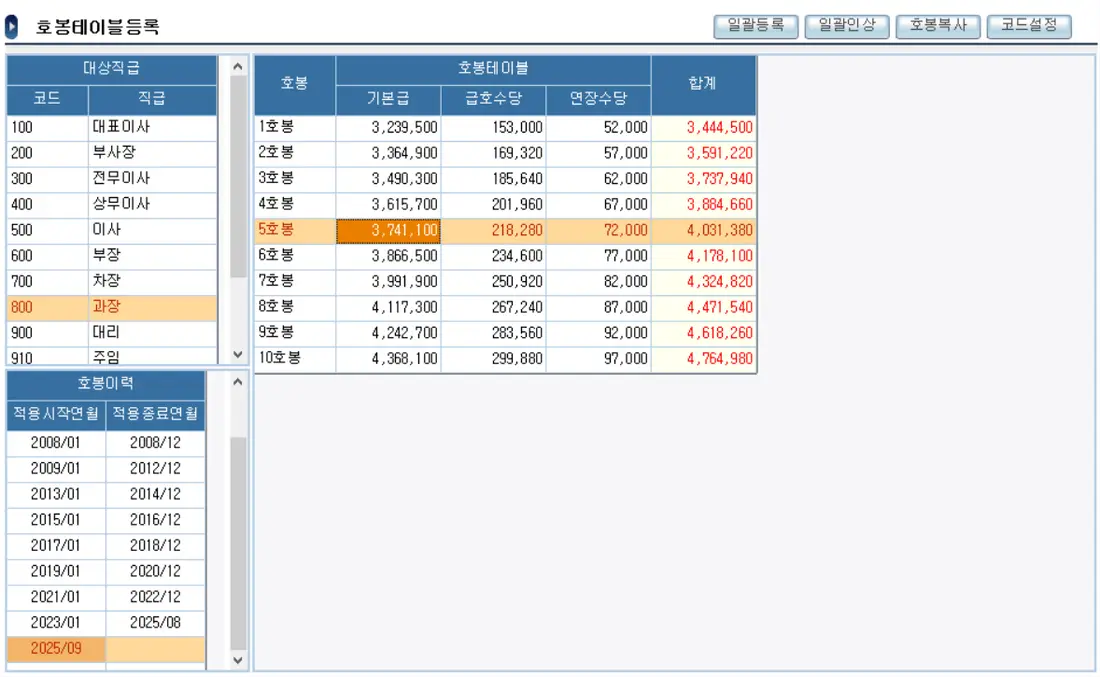 호봉테이블등록
일괄등록 일괄인상 호봉복사 코드설정
대상직급
코드 직급
100 대표이사
200 부사장
300 전무이사
400 상무이사
500 이사
600 부장
700 차장
800 과장
900 대리
910 주임
호봉이력
적용시작연월 적용종료연월
2008/01 2008/12
2009/01 2012/12
2013/01 2014/12
2015/01 2016/12
2017/01 2018/12
2019/01 2020/12
2021/01 2022/12
2023/01 2025/08
2025/09
호봉 호봉테이블 합계
기본급 급호수당 연장수당
1호봉 3,239,500 153,000 52,000 3,444,500
2호봉 3,364,900 169,320 57,000 3,591,220
3호봉 3,490,300 185,640 62,000 3,737,940
4호봉 3,615,700 201,960 67,000 3,884,660
5호봉 3,741,100 218,280 72,000 4,031,380
6호봉 3,866,500 234,600 77,000 4,178,100
7호봉 3,991,900 250,920 82,000 4,324,820
8호봉 4,117,300 267,240 87,000 4,471,540
9호봉 4,242,700 283,560 92,000 4,618,260
10호봉 4,368,100 299,880 97,000 4,764,980